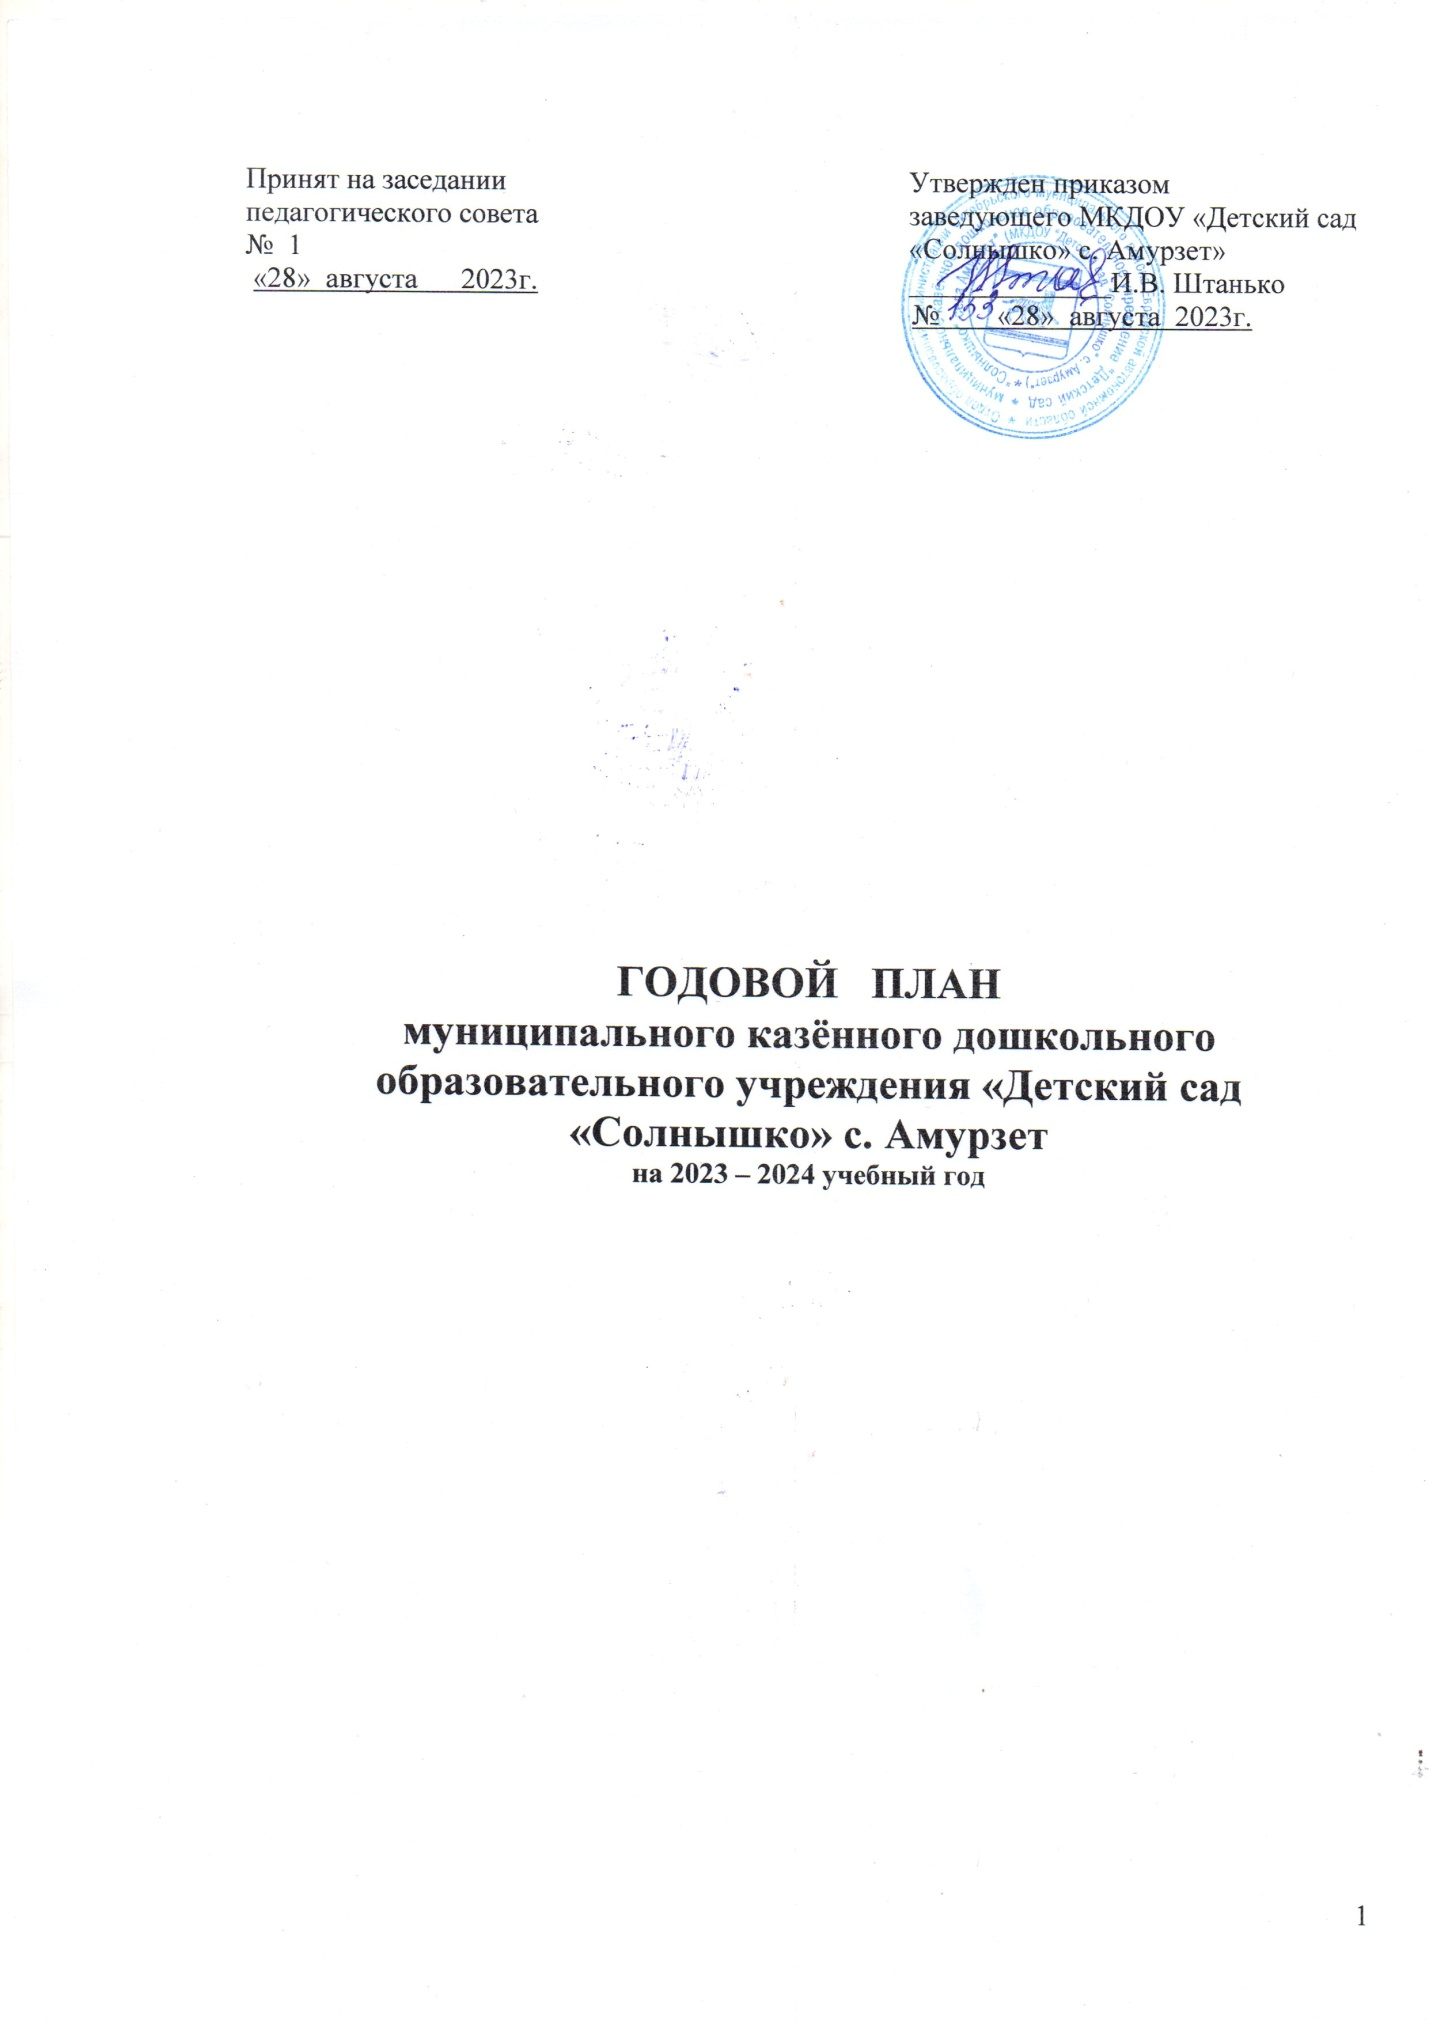 Принят на заседании
педагогического совета
№ 1
«28» августа 2023г.
Утвержден приказом
заведующего МКДОУ «Детский сад
«Солнышко» с. Амурзет»
И.В. Штанько
№ 153 «28» августа 2023г.
ГОДОВОЙ ПЛАН
муниципального казённого дошкольного
образовательного учреждения «Детский сад
«Солнышко» с. Амурзет
на 2023 – 2024 учебный год
1